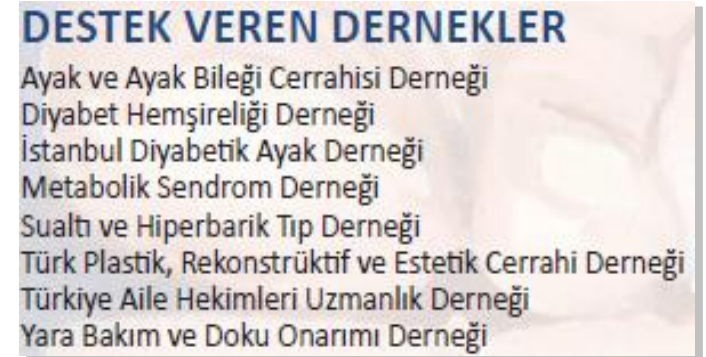 DESTEK VEREN DERNEKLER
Ayak ve Ayak Bileği Cerrahisi Derneği
Diyabet Hemşireliği Derneği
İstanbul Diyabetik Ayak Derneği
Metabolik Sendrom Derneği
Sualtı ve Hiperbarik Tıp Derneği
Türk Plastik, Rekonstrüktif ve Estetik Cerrahi Derneği
Türkiye Aile Hekimleri Uzmanlık Derneği
Yara Bakım ve Doku Onarımı Derneği